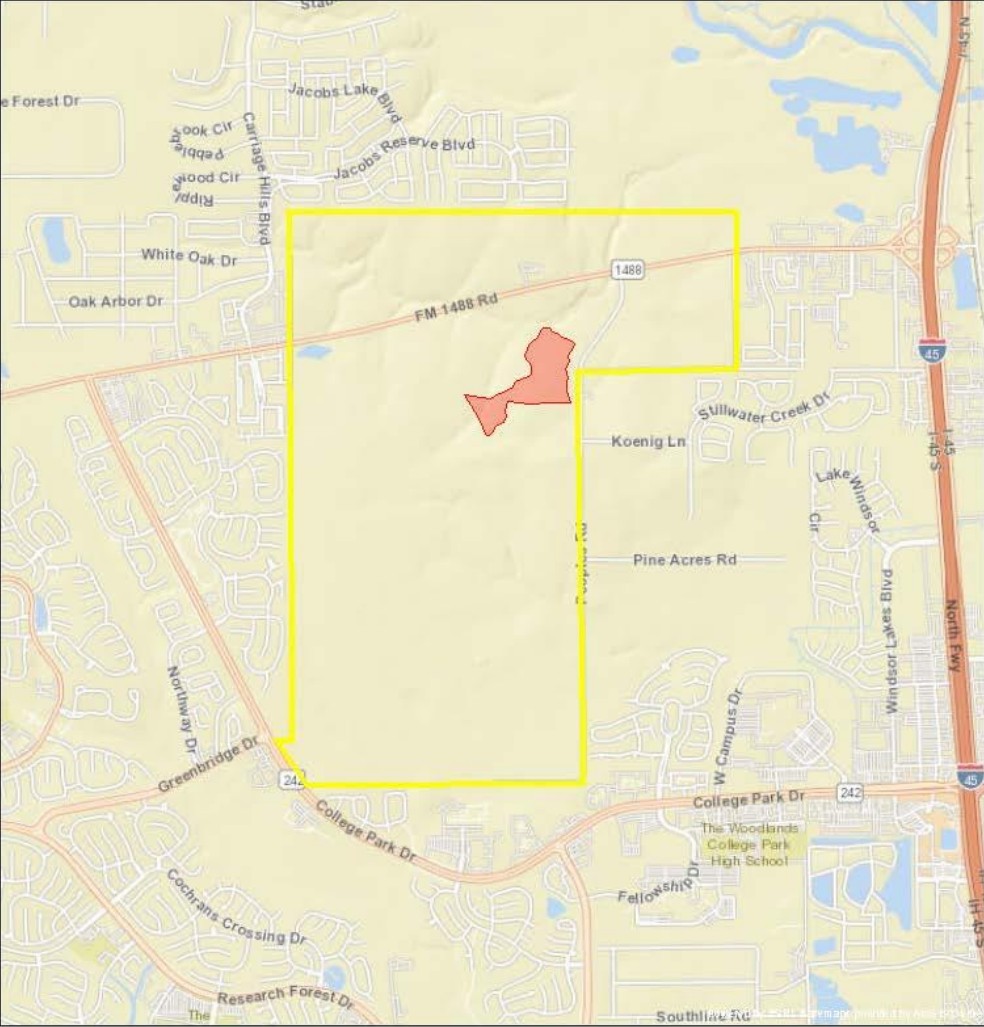 e Forest Dr
Jacobs Lake Blvd
ook Cir
Pebble
Jacobs Reserve Blvd
ood Cir
Carriage Hills Blvd
White Oak Dr
Oak Arbor Dr
FM 1488 Rd
1488
45
Stillwater Creek Dr
Koenig Ln
I-45
I-45 S
Lake Windsor
Cir
Pine Acres Rd
Windsor Lakes Blvd
North Fwy
Northway Dr
W Campus Dr
Greenbridge Dr
242
45
College Park Dr
242
College Park Dr
The Woodlands
College Park
High School
Fellowship Dr
Cochrans Crossing Dr
Research Forest Dr
The
Southline Rd
IH 45 S